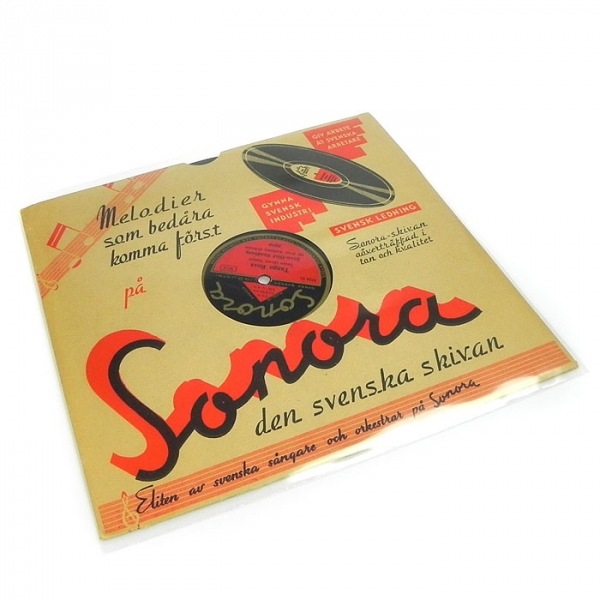 Melodier
som bedåra
komma först
på
GIV ARBETE
ÅT SVENSKA
ARBETARE
GYNNA
SVENSK
INDUSTRI
SVENSK LEDNING
Sonora-skivan
oöverträffad i
ton och kvalitet
Sonora
Sonora
den svenska skivan
Eliten av svenska sångare och orkestrar på Sonora